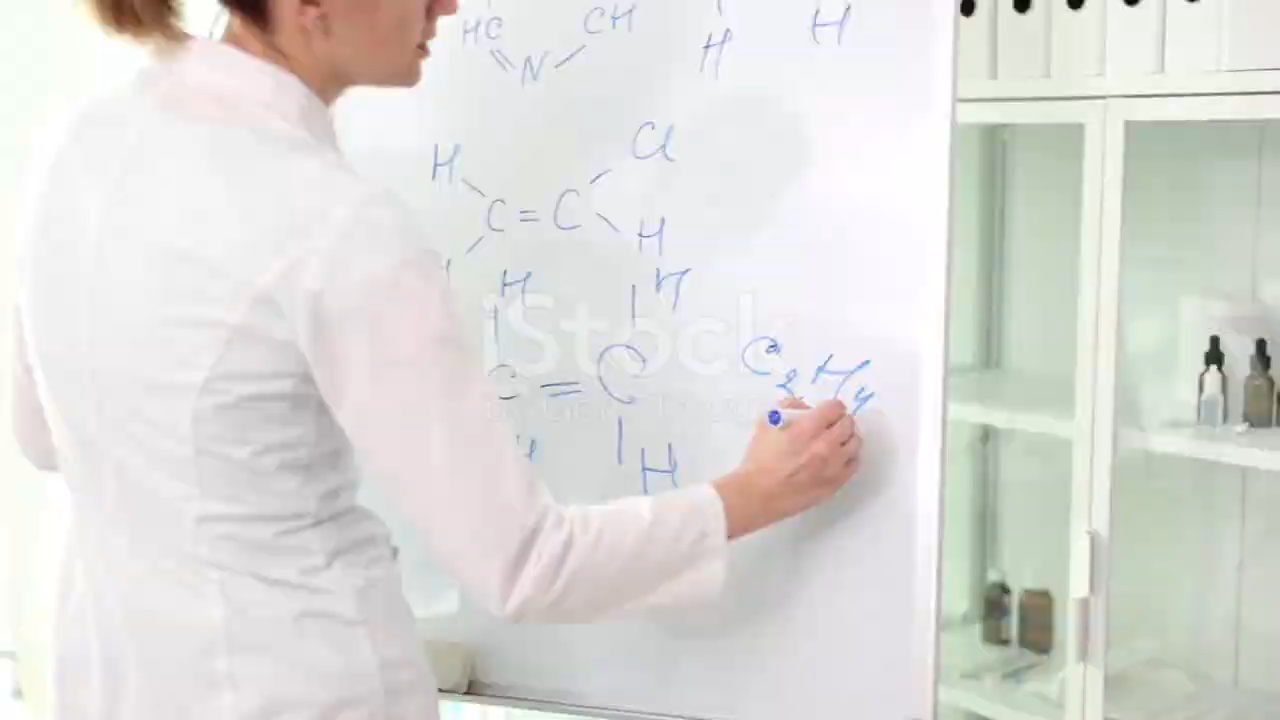 HC CH
N H H
H Cl
C = C
H
H H
C = C C₂H₄
H H
iStock